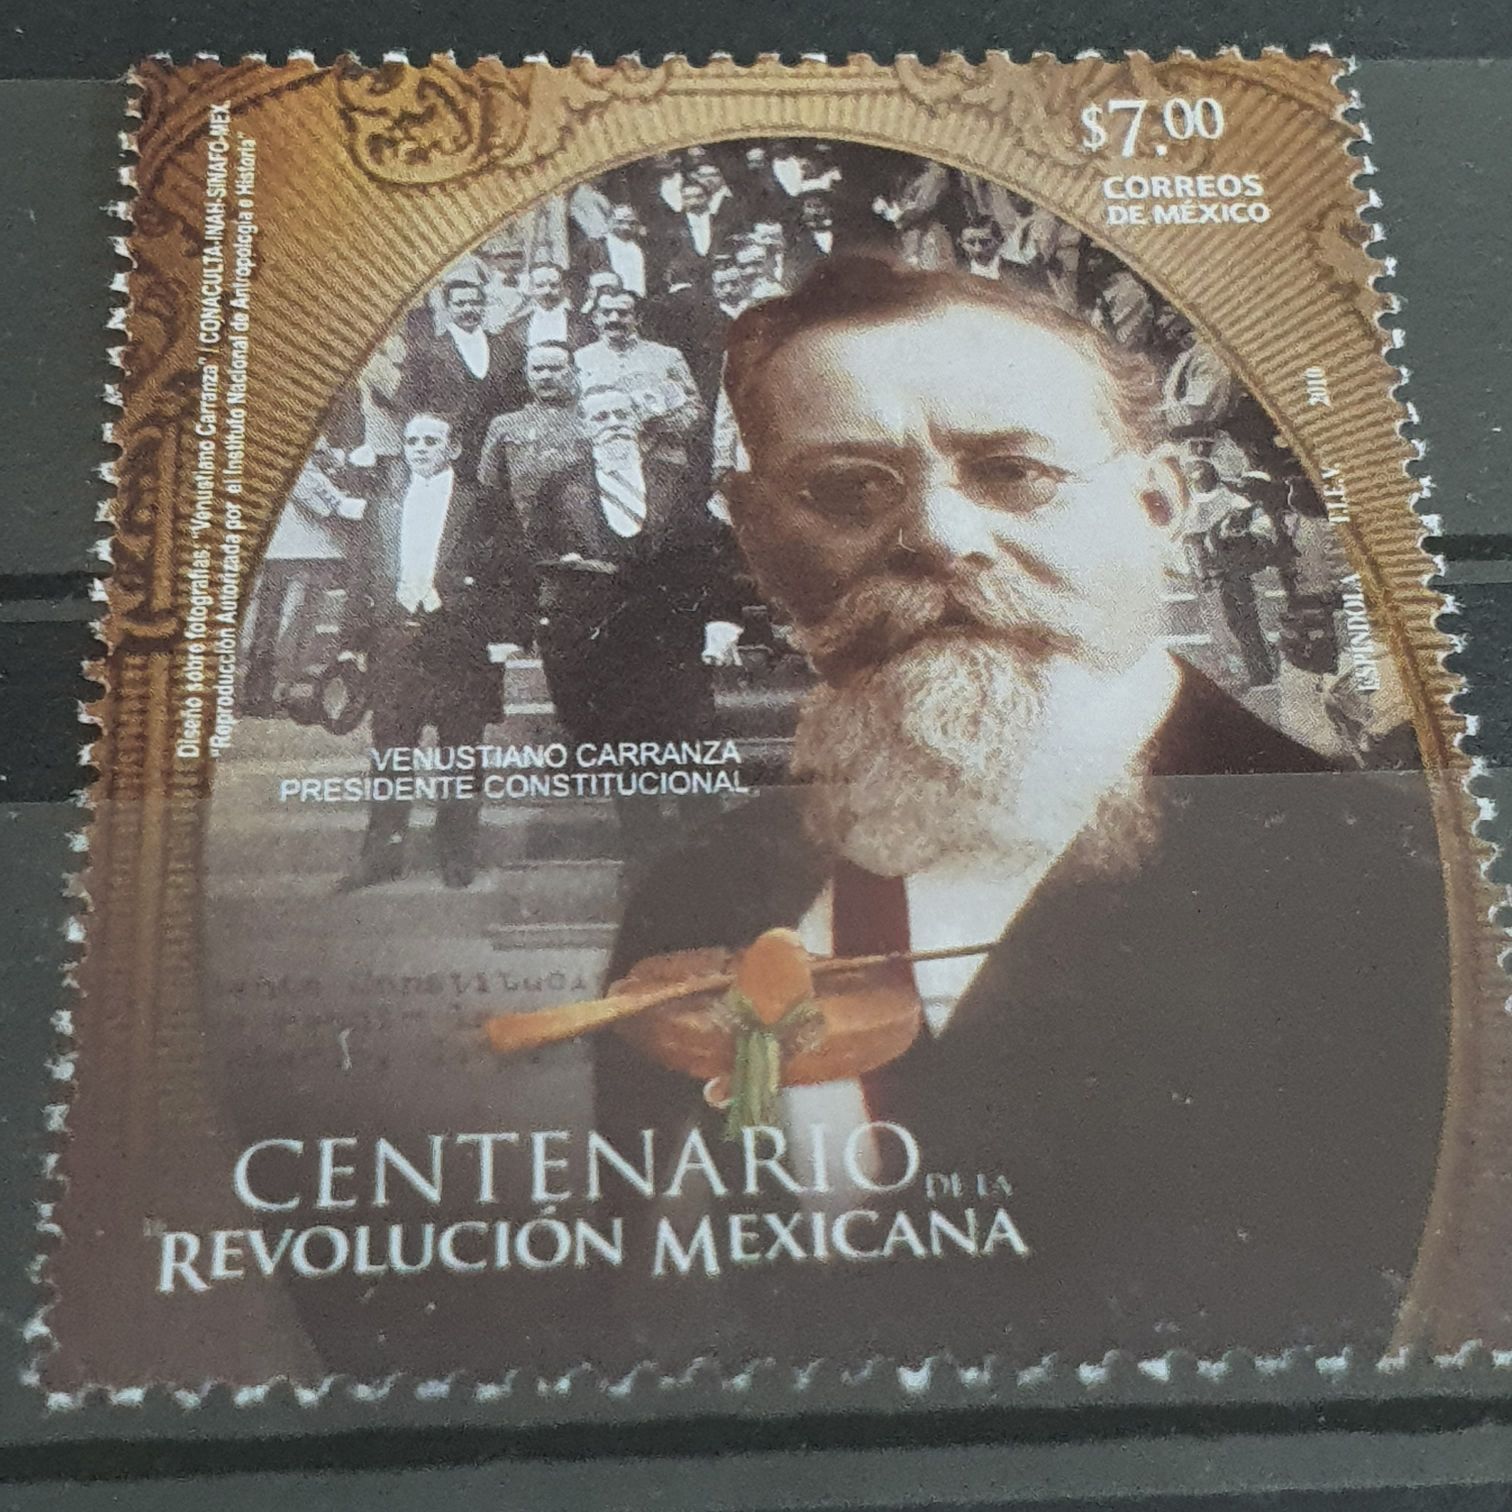 $7.00
CORREOS
DE MÉXICO
Diseño sobre fotografías: "Venustiano Carranza" / CONACULTA-INAH-SINAFO-MEX
"Reproducción Autorizada por el Instituto Nacional de Antropología e Historia"
ESPÍNDOLA T.I.E.V. 2010
VENUSTIANO CARRANZA
PRESIDENTE CONSTITUCIONAL
CENTENARIO DE LA
REVOLUCIÓN MEXICANA